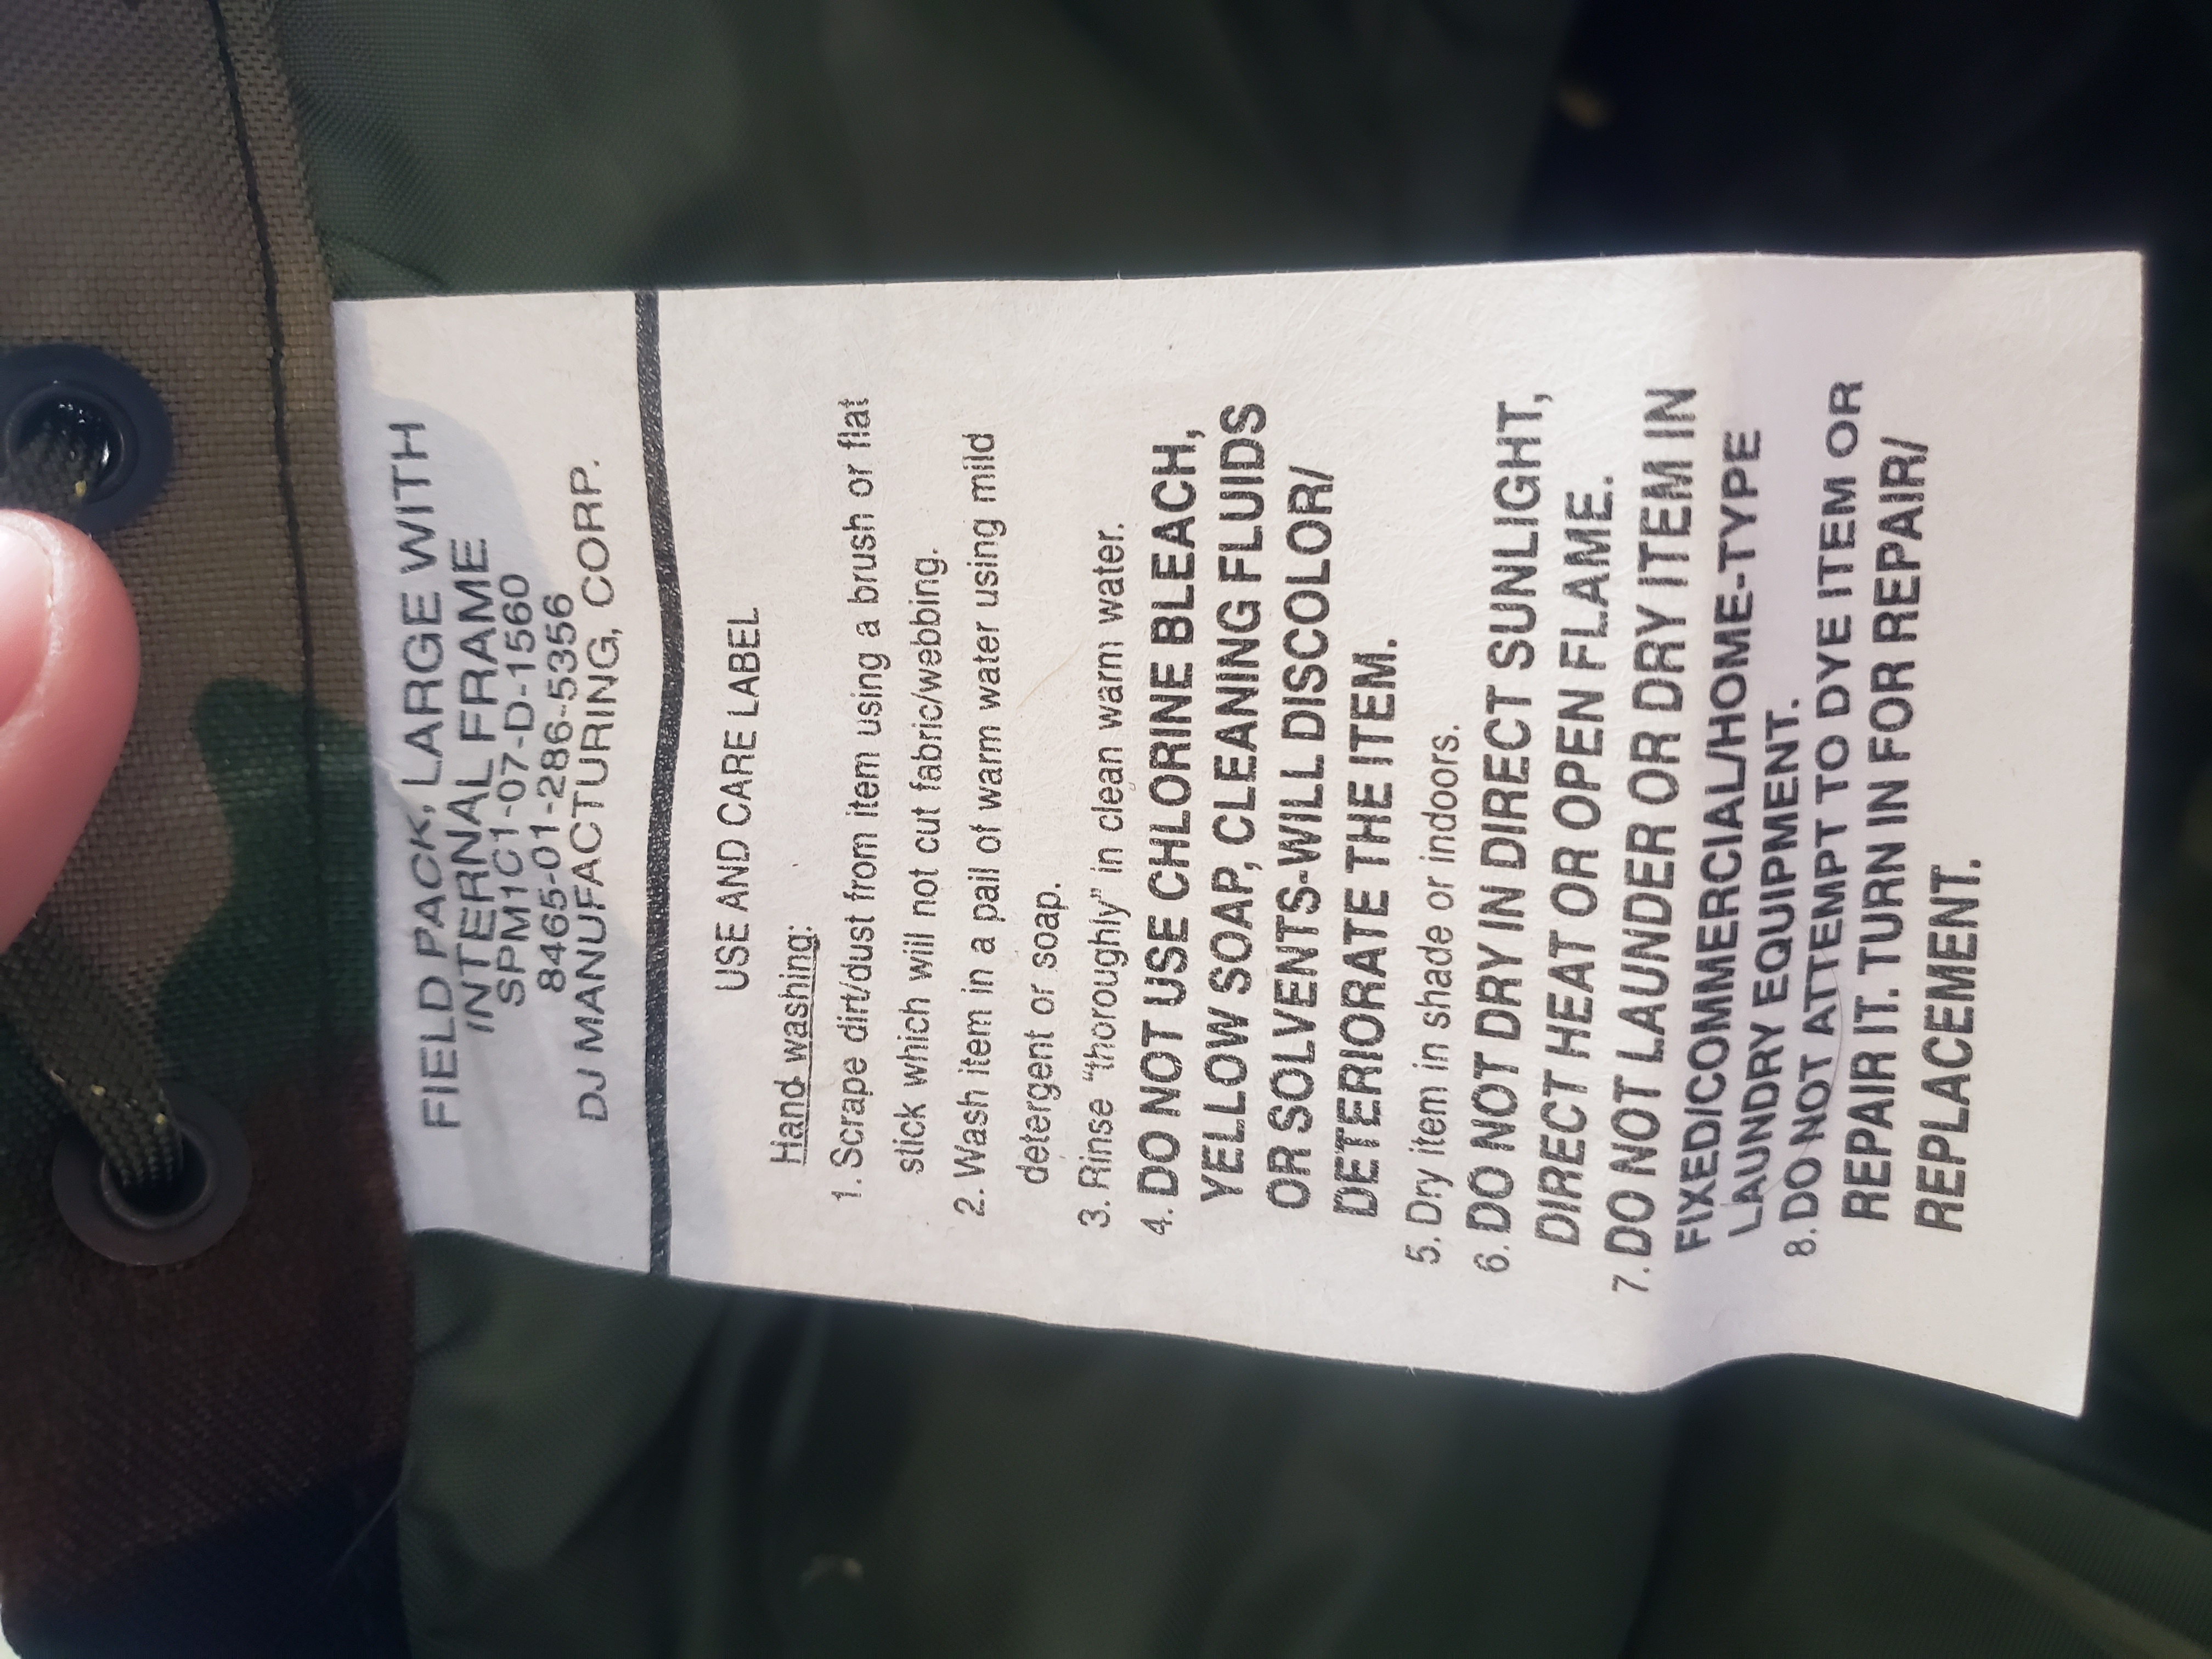 FIELD PACK, LARGE WITH
INTERNAL FRAME
SPM1C1-07-D-1560
8465-01-286-5356
DJ MANUFACTURING, CORP.
USE AND CARE LABEL
Hand washing:
1. Scrape dirt/dust from item using a brush or flat
stick which will not cut fabric/webbing.
2. Wash item in a pail of warm water using mild
detergent or soap.
3. Rinse "thoroughly" in clean warm water.
4. DO NOT USE CHLORINE BLEACH,
YELLOW SOAP, CLEANING FLUIDS
OR SOLVENTS-WILL DISCOLOR/
DETERIORATE THE ITEM.
5. Dry item in shade or indoors.
6. DO NOT DRY IN DIRECT SUNLIGHT,
DIRECT HEAT OR OPEN FLAME.
7. DO NOT LAUNDER OR DRY ITEM IN
FIXEDICOMMERCIAL/HOME-TYPE
LAUNDRY EQUIPMENT.
8. DO NOT ATTEMPT TO DYE ITEM OR
REPAIR IT. TURN IN FOR REPAIR/
REPLACEMENT.